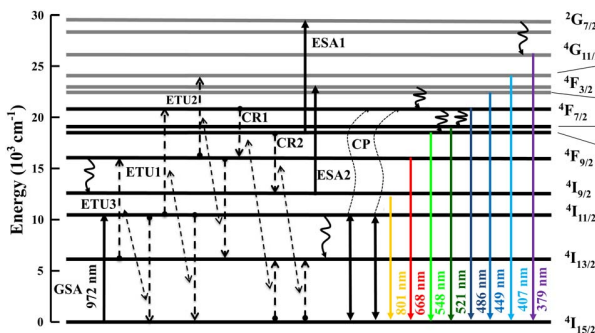 30
25
20
15
10
5
0
Energy (10³ cm⁻¹)
ESA1
ETU2
CR1
CR2
CP
ETU1
ESA2
ETU3
GSA
972 nm
801 nm
668 nm
548 nm
521 nm
486 nm
449 nm
407 nm
379 nm
²G₇/₂
⁴G₁₁/
⁴F₃/₂
⁴F₇/₂
⁴F₉/₂
⁴I₉/₂
⁴I₁₁/₂
⁴I₁₃/₂
⁴I₁₅/₂